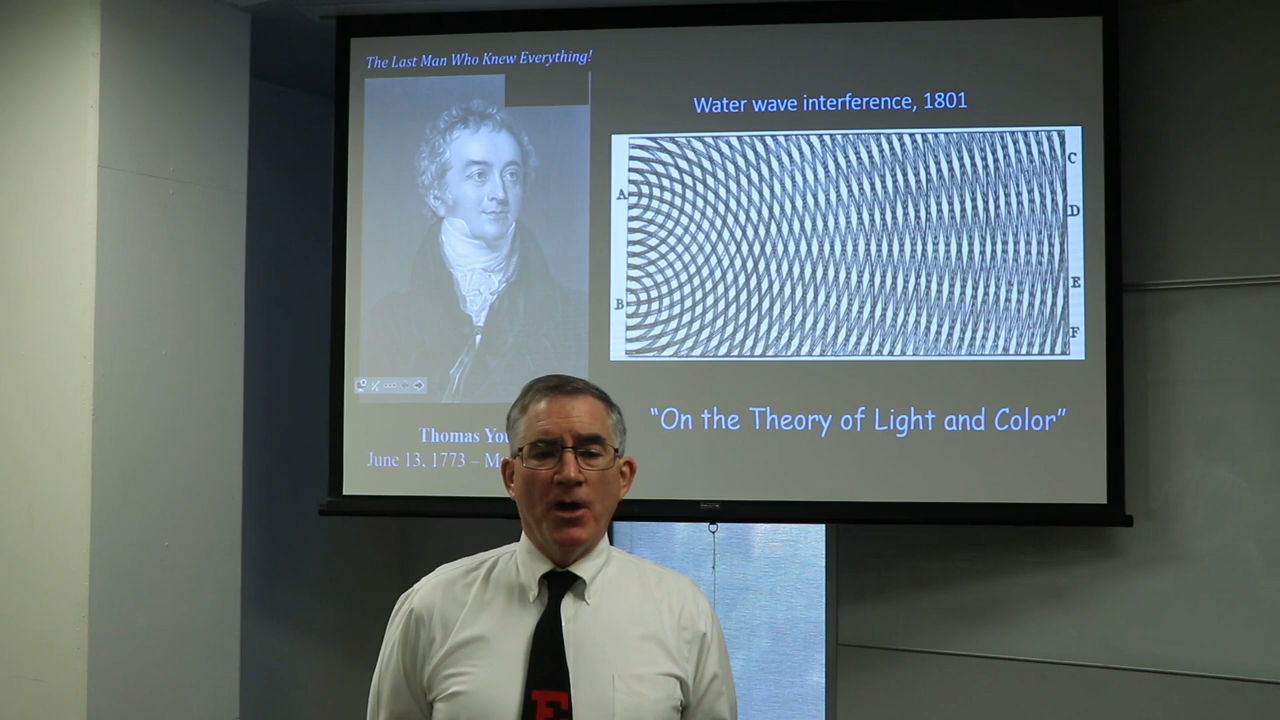 The Last Man Who Knew Everything!
Water wave interference, 1801
A
B
C
D
E
F
Thomas You
June 13, 1773 – M
"On the Theory of Light and Color"
E